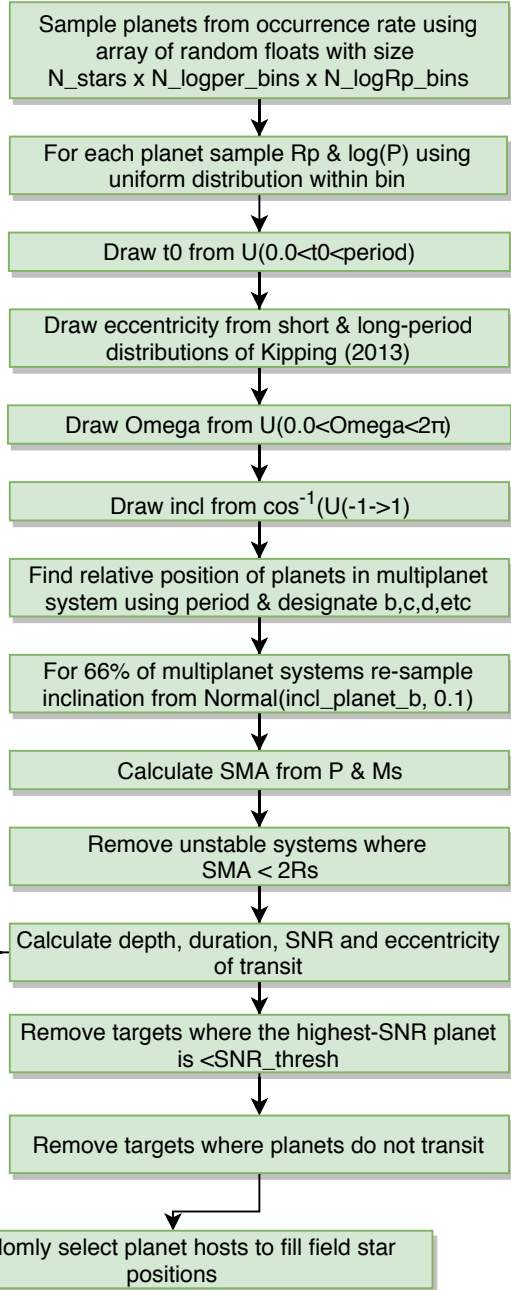 Sample planets from occurrence rate using
array of random floats with size
N_stars x N_logper_bins x N_logRp_bins
For each planet sample Rp & log(P) using
uniform distribution within bin
Draw t0 from U(0.0<t0<period)
Draw eccentricity from short & long-period
distributions of Kipping (2013)
Draw Omega from U(0.0<Omega<2π)
Draw incl from cos⁻¹(U(-1->1)
Find relative position of planets in multiplanet
system using period & designate b,c,d,etc
For 66% of multiplanet systems re-sample
inclination from Normal(incl_planet_b, 0.1)
Calculate SMA from P & Ms
Remove unstable systems where
SMA < 2Rs
Calculate depth, duration, SNR and eccentricity
of transit
Remove targets where the highest-SNR planet
is <SNR_thresh
Remove targets where planets do not transit
select planet hosts to fill field star
positions